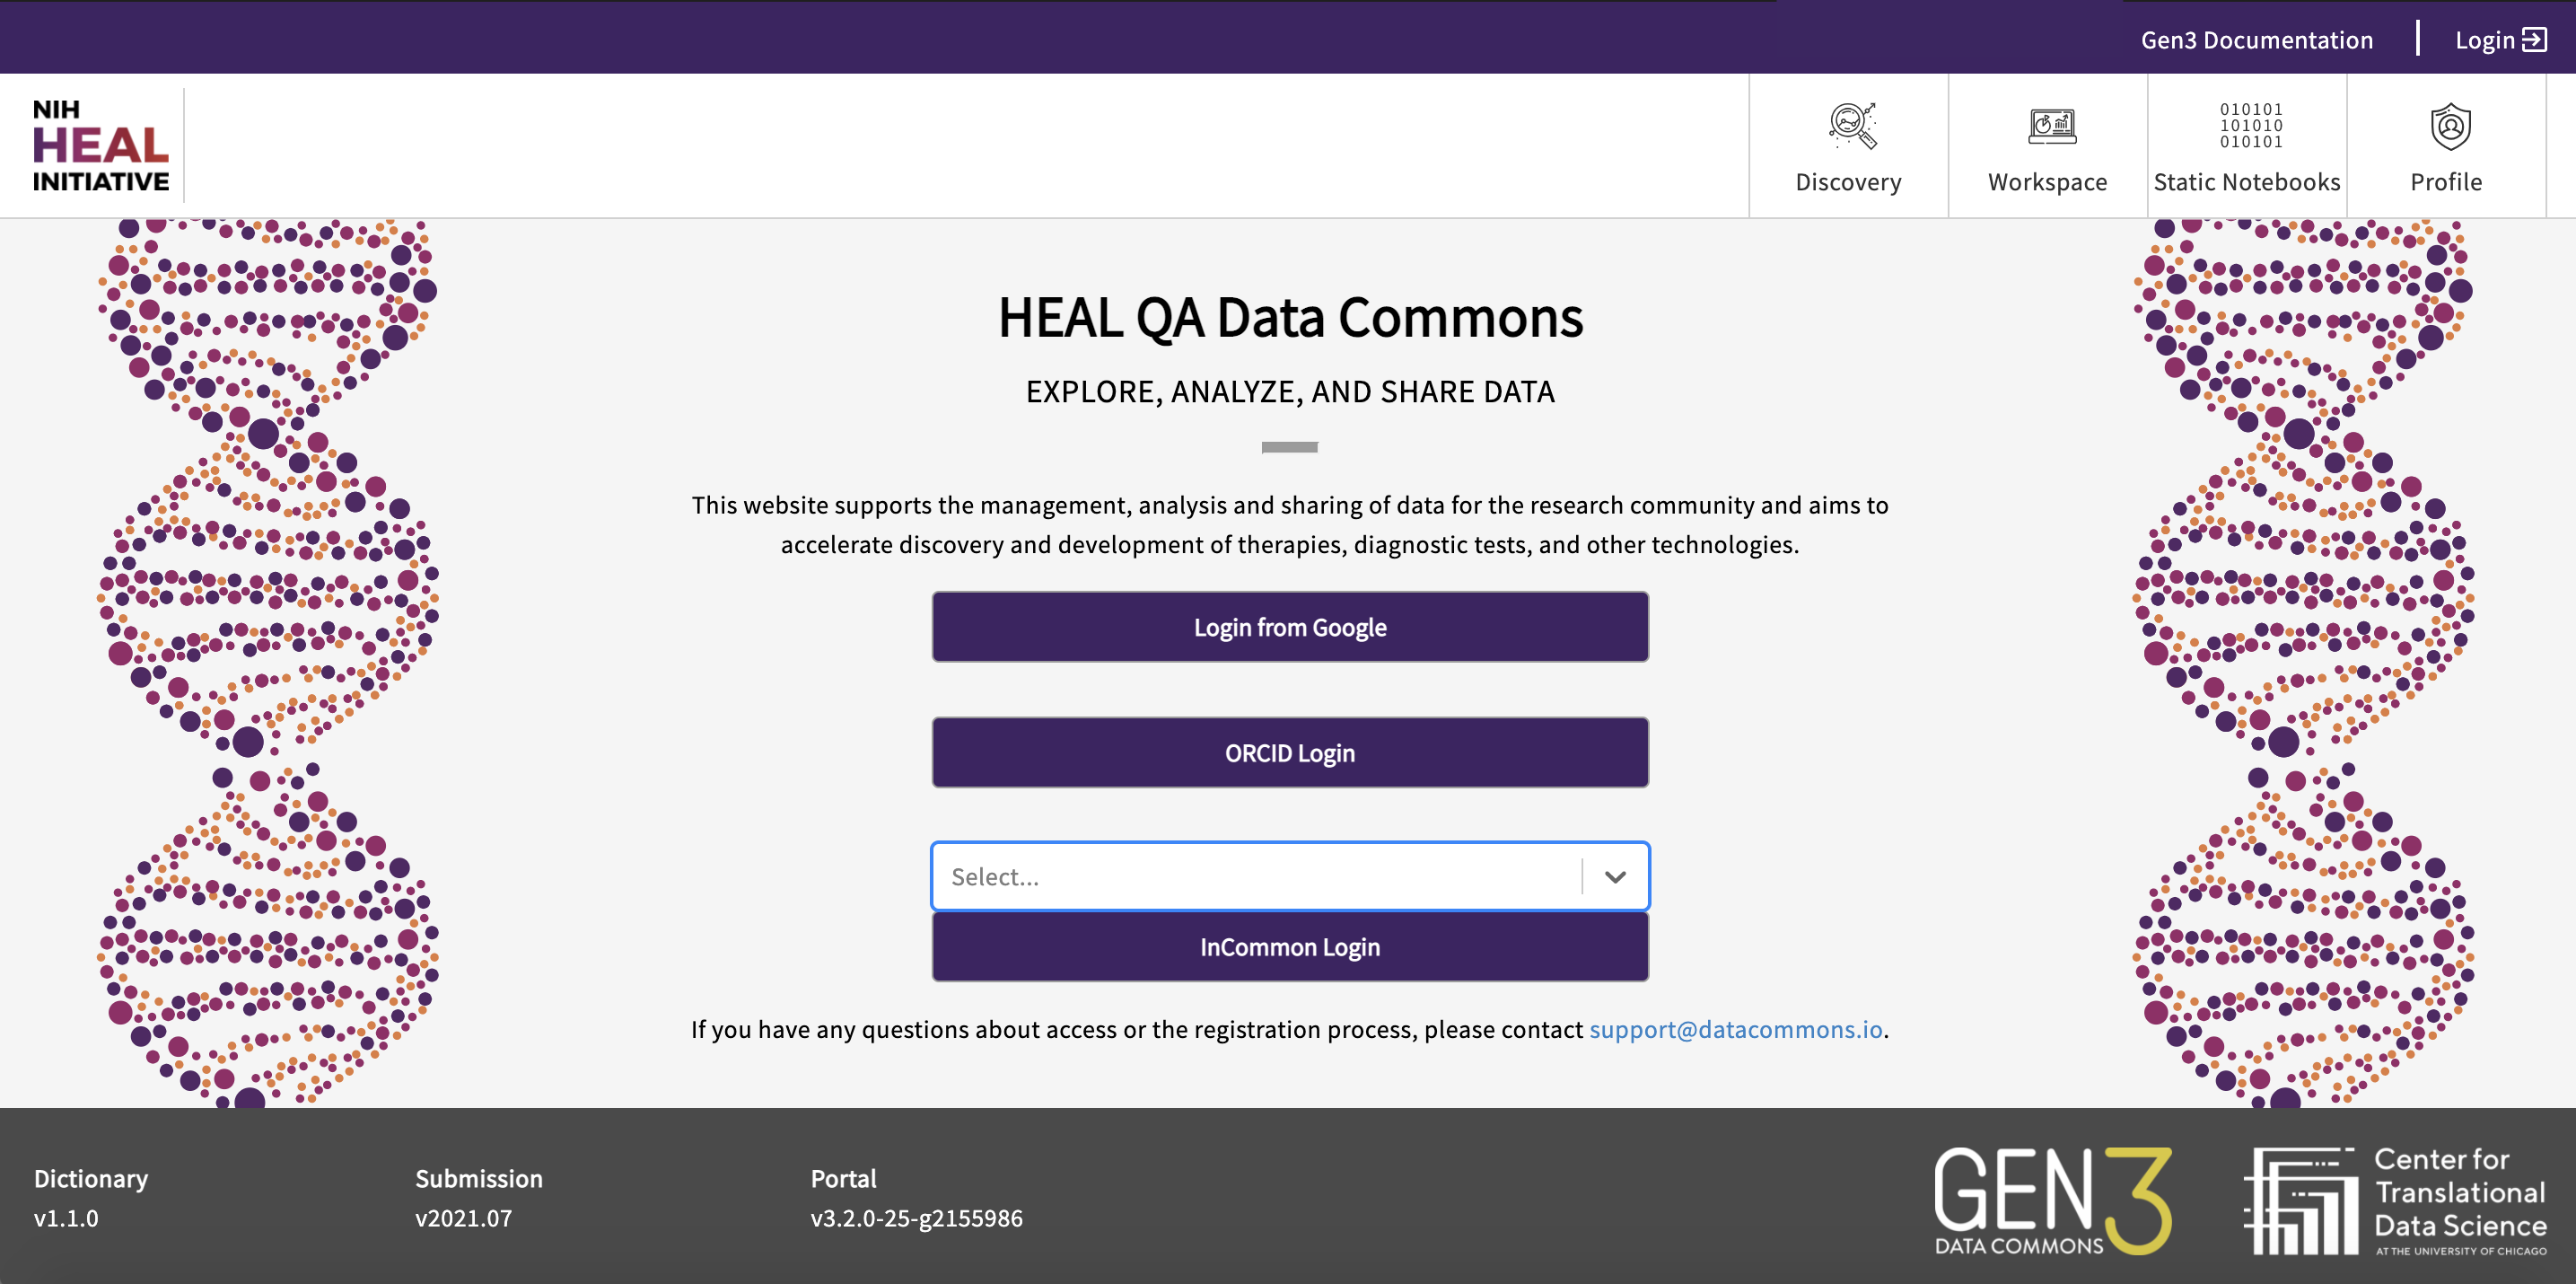 Gen3 Documentation
Login
NIH
HEAL
INITIATIVE
010101
101010
010101
Discovery
Workspace
Static Notebooks
Profile
HEAL QA Data Commons
EXPLORE, ANALYZE, AND SHARE DATA
This website supports the management, analysis and sharing of data for the research community and aims to
accelerate discovery and development of therapies, diagnostic tests, and other technologies.
Login from Google
ORCID Login
Select...
InCommon Login
If you have any questions about access or the registration process, please contact support@datacommons.io.
Dictionary
v1.1.0
Submission
v2021.07
Portal
v3.2.0-25-g2155986
GEN3
DATA COMMONS
Center for
Translational
Data Science
AT THE UNIVERSITY OF CHICAGO